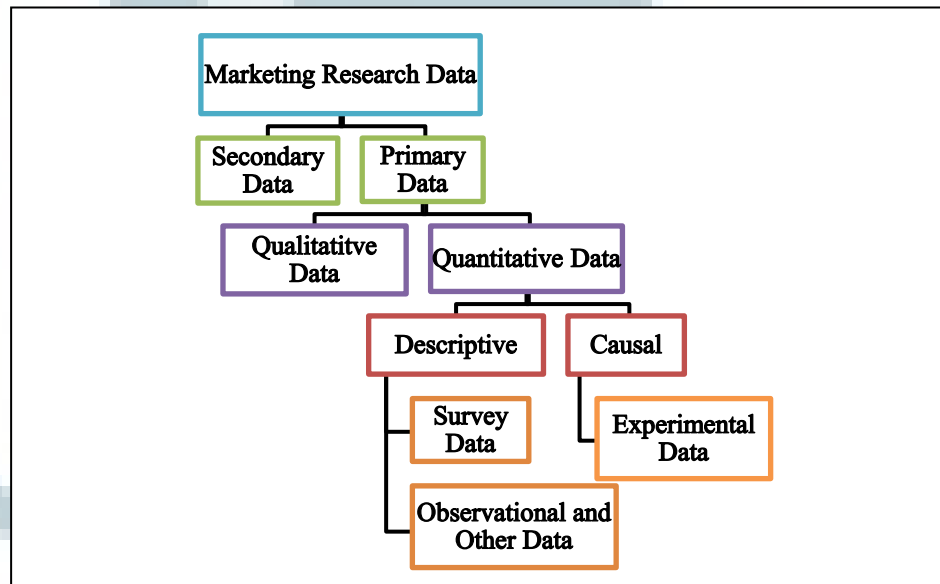 Marketing Research Data
Secondary
Data
Primary
Data
Qualitatitve
Data
Quantitative Data
Descriptive
Causal
Survey
Data
Experimental
Data
Observational and
Other Data